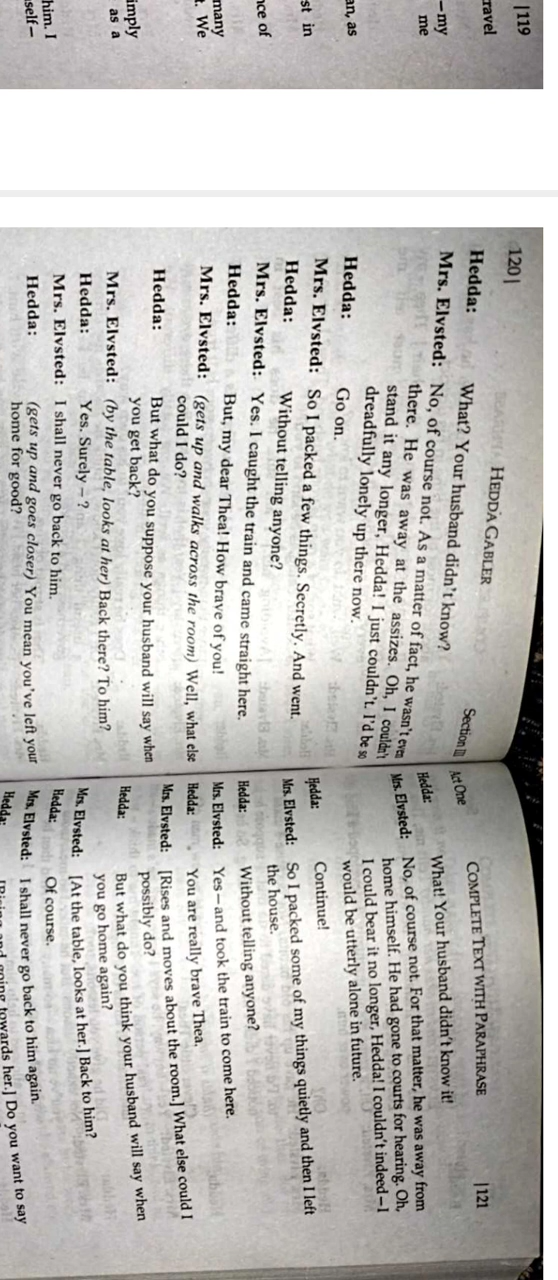 |119
ravel
– my
me
an, as
st in
nce of
many
t. We
imply
as a
him. I
self –
120|
HEDDA GABLER
Section III
Hedda: What? Your husband didn't know?
Mrs. Elvsted: No, of course not. As a matter of fact, he wasn't even
there. He was away at the assizes. Oh, I couldn't
stand it any longer, Hedda! I just couldn't. I'd be so
dreadfully lonely up there now.
Hedda: Go on.
Mrs. Elvsted: So I packed a few things. Secretly. And went.
Hedda: Without telling anyone?
Mrs. Elvsted: Yes. I caught the train and came straight here.
Hedda: But, my dear Thea! How brave of you!
Mrs. Elvsted: (gets up and walks across the room) Well, what else
could I do?
Hedda: But what do you suppose your husband will say when
you get back?
Mrs. Elvsted: (by the table, looks at her) Back there? To him?
Hedda: Yes. Surely – ?
Mrs. Elvsted: I shall never go back to him.
Hedda: (gets up and goes closer) You mean you've left your
home for good?
Act One
COMPLETE TEXT WITH PARAPHRASE
|121
Hedda: What! Your husband didn't know it!
Mrs. Elvsted: No, of course not. For that matter, he was away from
home himself. He had gone to courts for hearing. Oh,
I could bear it no longer, Hedda! I couldn't indeed – I
would be utterly alone in future.
Hedda: Continue!
Mrs. Elvsted: So I packed some of my things quietly and then I left
the house.
Hedda: Without telling anyone?
Mrs. Elvsted: Yes – and took the train to come here.
Hedda: You are really brave Thea.
Mrs. Elvsted: [Rises and moves about the room.] What else could I
possibly do?
Hedda: But what do you think your husband will say when
you go home again?
Mrs. Elvsted: [At the table, looks at her.] Back to him?
Hedda: Of course.
Mrs. Elvsted: I shall never go back to him again.
Hedda: [Rising and going towards her.] Do you want to say